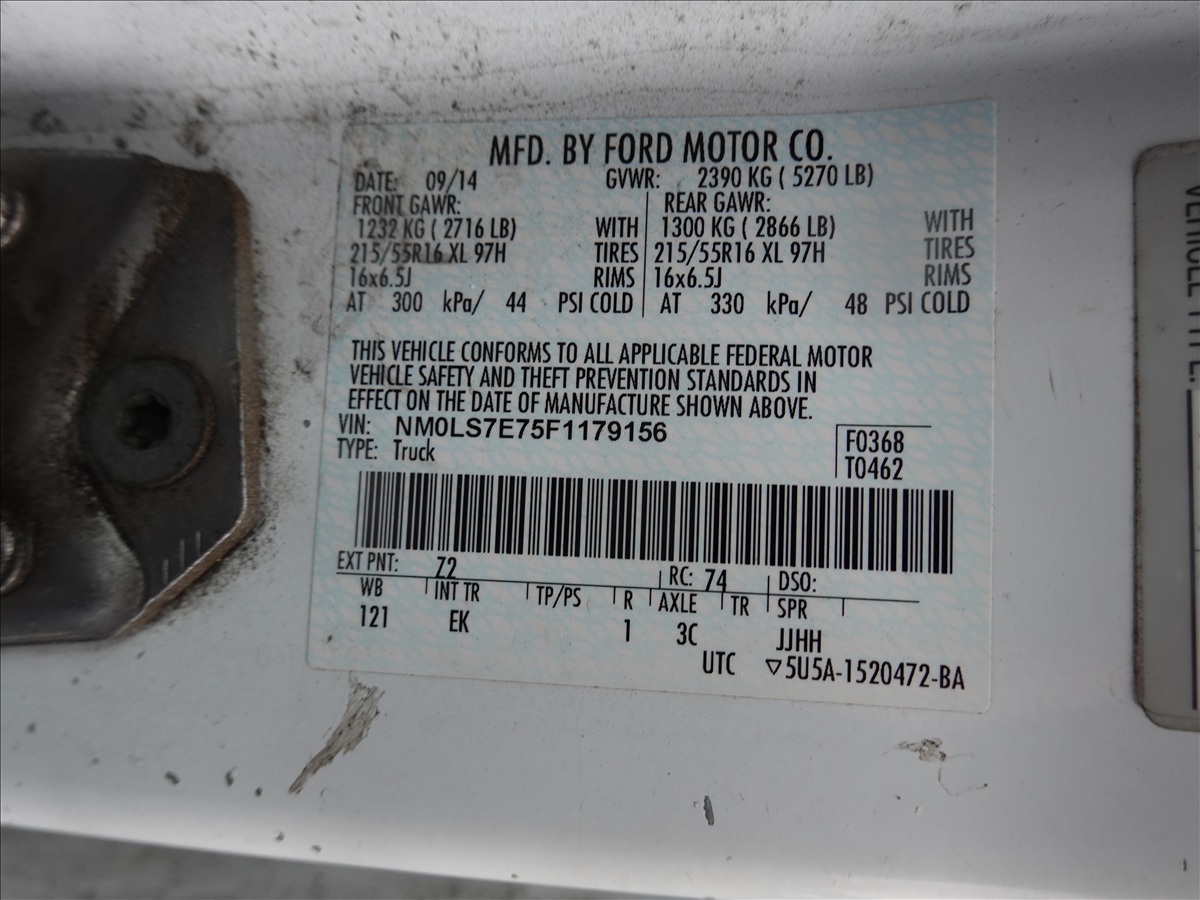 MFD. BY FORD MOTOR CO.
DATE: 09/14 GVWR: 2390 KG ( 5270 LB)
FRONT GAWR: REAR GAWR:
1232 KG ( 2716 LB) WITH 1300 KG ( 2866 LB) WITH
215/55R16 XL 97H TIRES 215/55R16 XL 97H TIRES
16x6.5J RIMS 16x6.5J RIMS
AT 300 kPa/ 44 PSI COLD AT 330 kPa/ 48 PSI COLD
THIS VEHICLE CONFORMS TO ALL APPLICABLE FEDERAL MOTOR
VEHICLE SAFETY AND THEFT PREVENTION STANDARDS IN
EFFECT ON THE DATE OF MANUFACTURE SHOWN ABOVE.
VIN: NM0LS7E75F1179156
TYPE: Truck
F0368
T0462
EXT PNT: Z2 RC: 74 DSO:
WB INT TR TP/PS R AXLE TR SPR
121 EK 1 3C JJHH
UTC ▽5U5A-1520472-BA